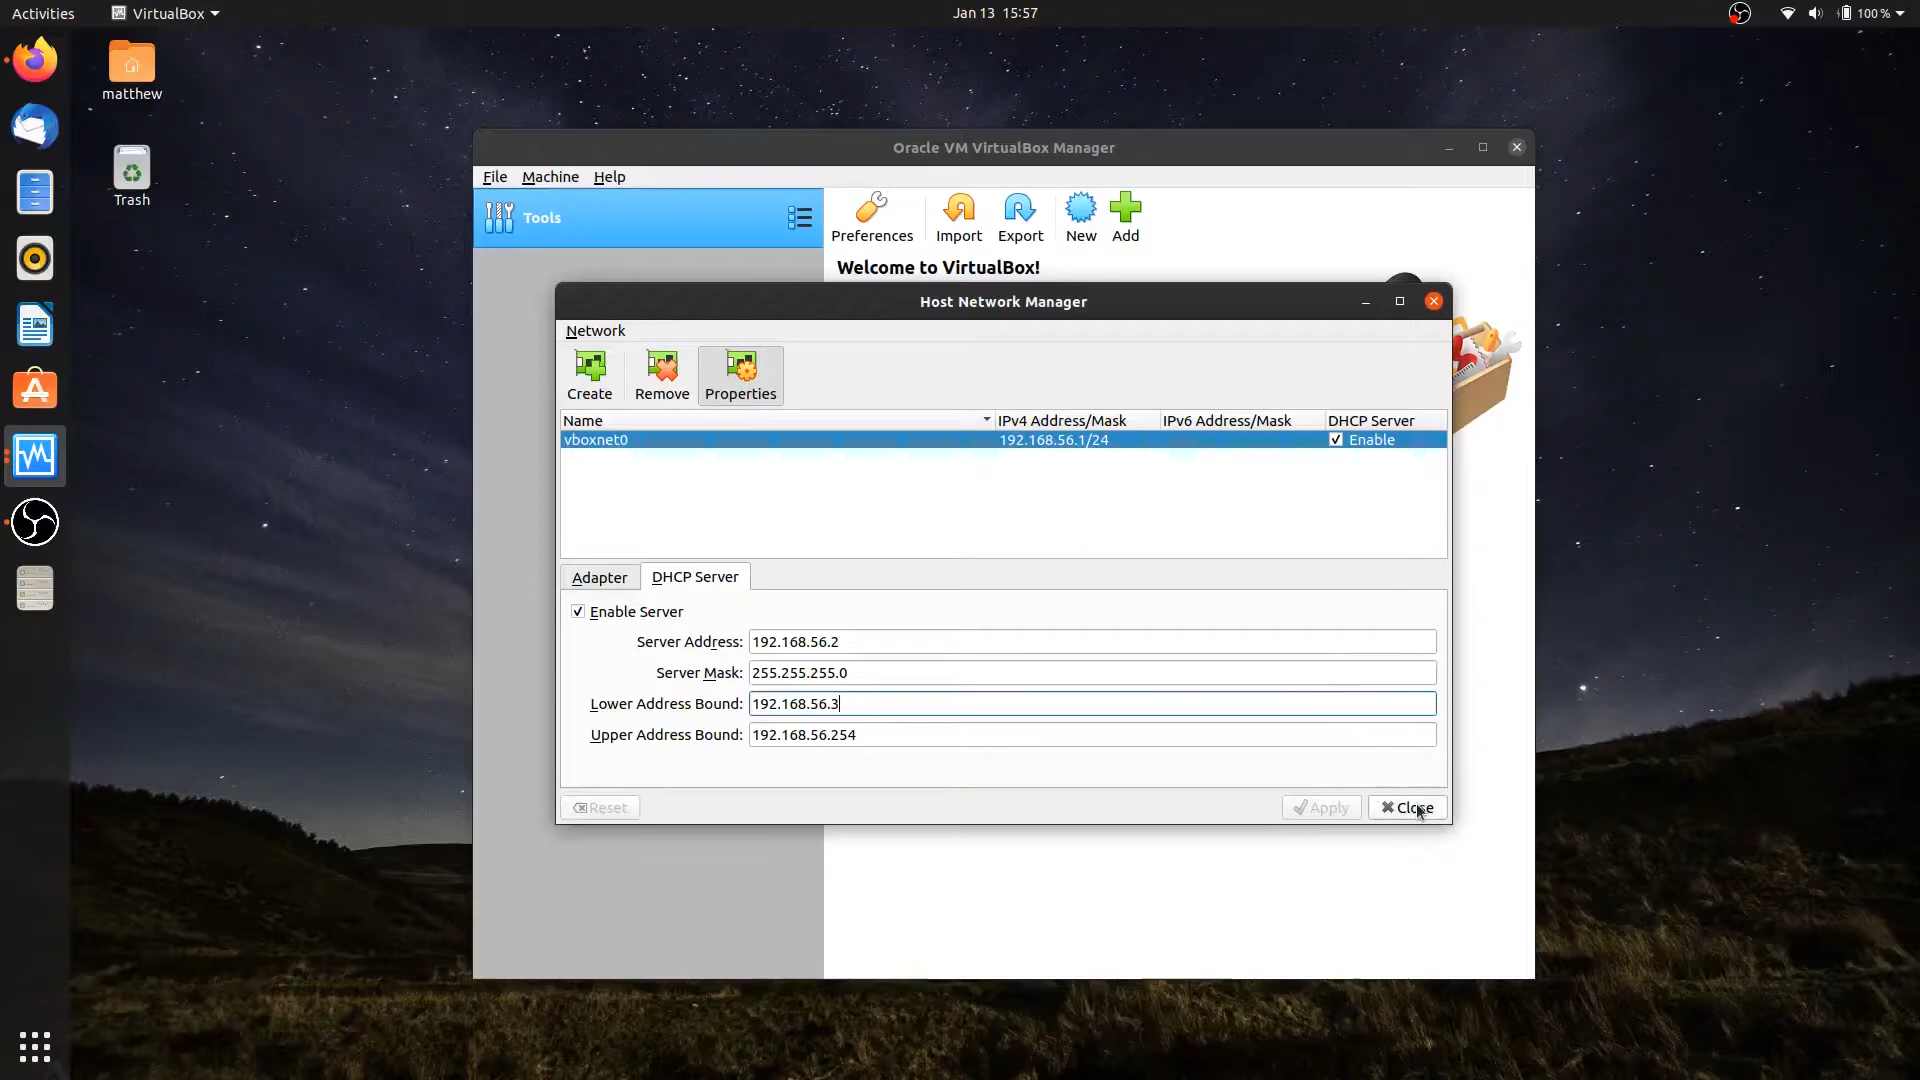 Activities
VirtualBox
Jan 13 15:57
100 %
matthew
Trash
Oracle VM VirtualBox Manager
File Machine Help
Tools
Preferences
Import
Export
New
Add
Welcome to VirtualBox!
Host Network Manager
Network
Create
Remove
Properties
Name IPv4 Address/Mask IPv6 Address/Mask DHCP Server
vboxnet0 192.168.56.1/24 Enable
Adapter DHCP Server
Enable Server
Server Address: 192.168.56.2
Server Mask: 255.255.255.0
Lower Address Bound: 192.168.56.3
Upper Address Bound: 192.168.56.254
Reset Apply Close